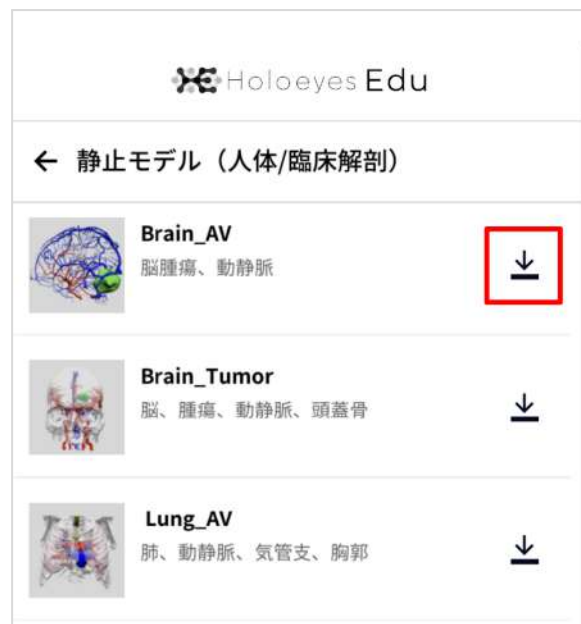 Holoeyes Edu
← 静止モデル（人体/臨床解剖）
Brain_AV
脳腫瘍、動静脈
Brain_Tumor
脳、腫瘍、動静脈、頭蓋骨
Lung_AV
肺、動静脈、気管支、胸郭